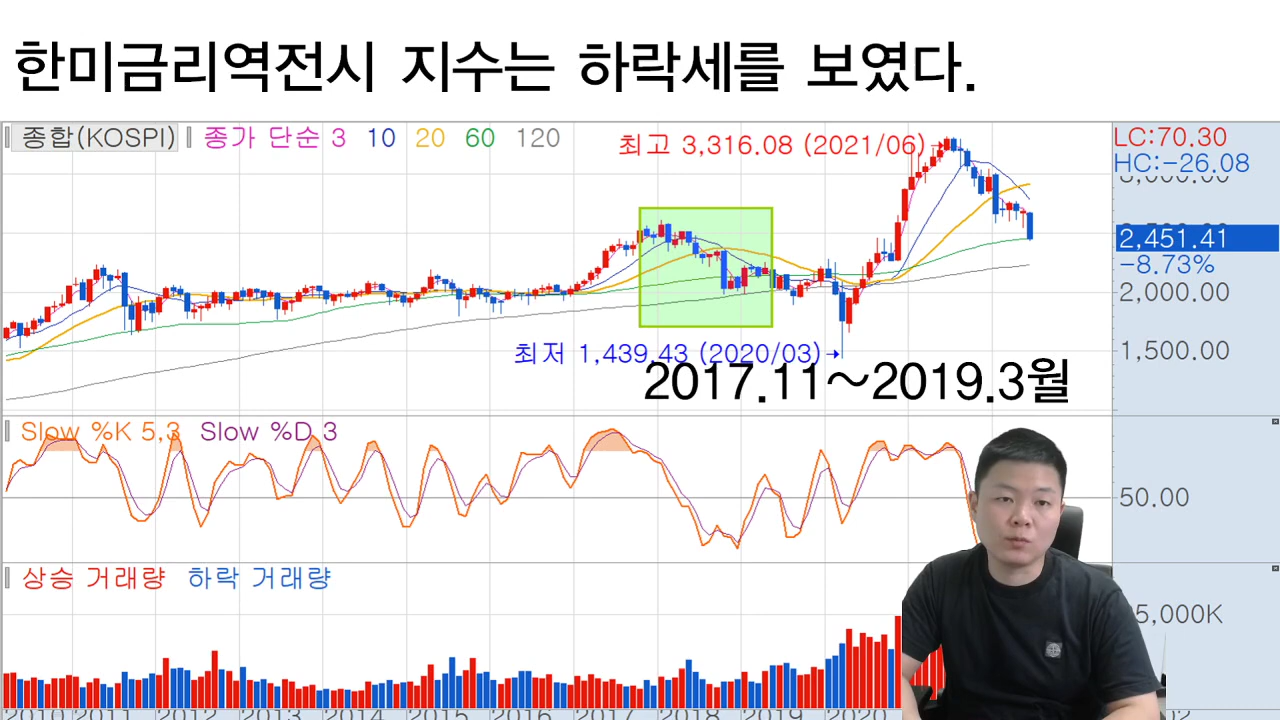 한미금리역전시 지수는 하락세를 보였다.
종합(KOSPI) 종가 단순 3 10 20 60 120
최고 3,316.08 (2021/06)
LC:70.30
HC:-26.08
3,000.00
2,451.41
-8.73%
2,000.00
최저 1,439.43 (2020/03)
1,500.00
2017.11~2019.3월
Slow %K 5,3 Slow %D 3
50.00
상승 거래량 하락 거래량
2010 2011 2012 2013 2014 2015 2016 2017 2018 2019 2020